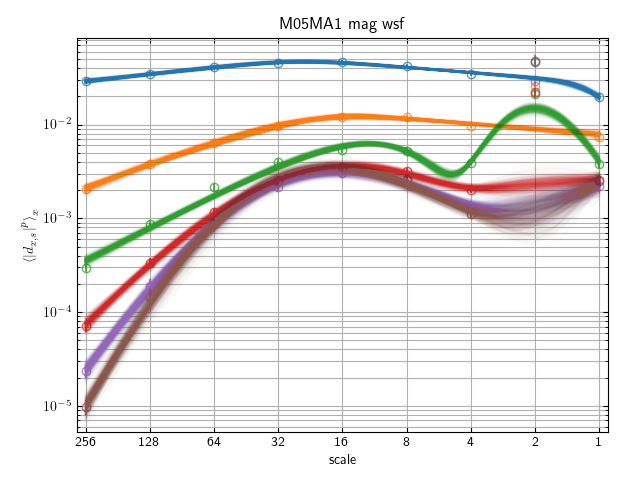 M05MA1 mag wsf
⟨|d_{x,s}|^p⟩_x
10^{-2}
10^{-3}
10^{-4}
10^{-5}
256 128 64 32 16 8 4 2 1
scale